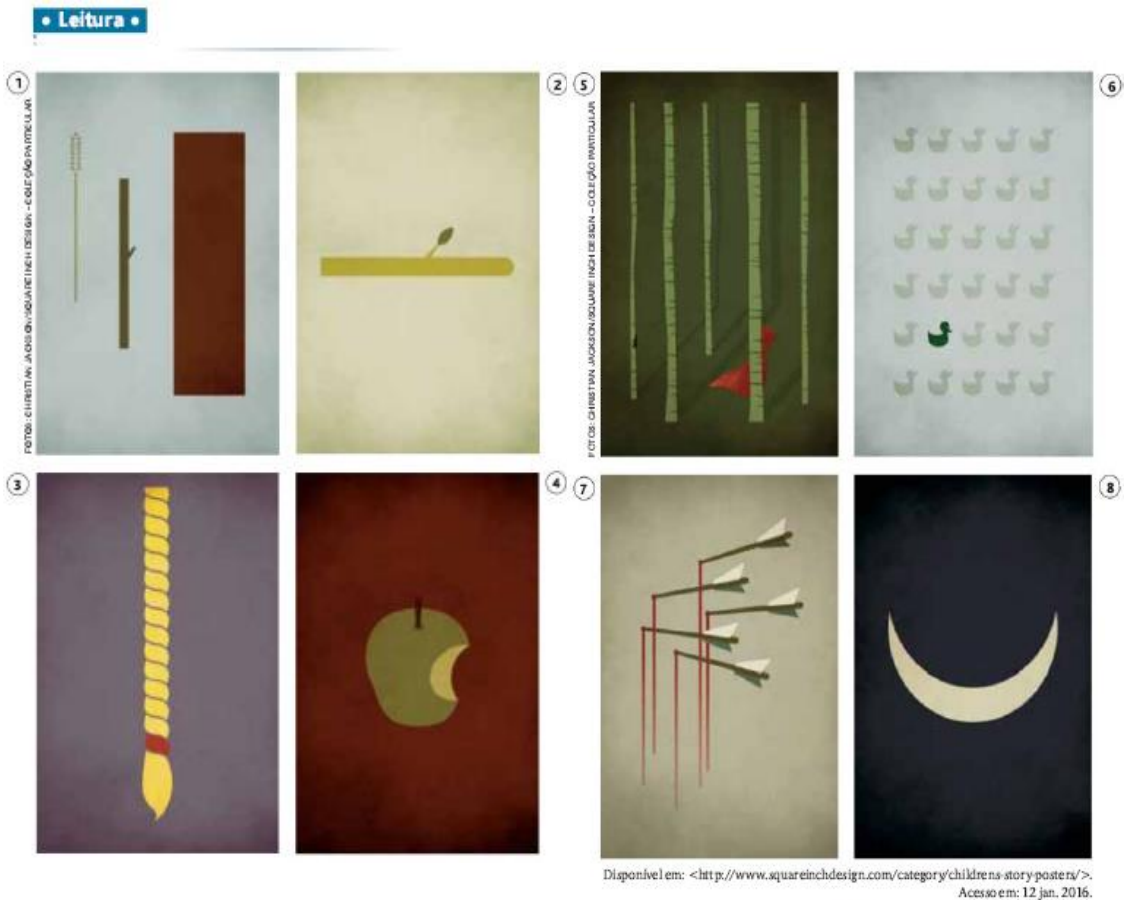 • Leitura •
1
FOTOS: CHRISTIAN JACKSON/SQUARE INCH DESIGN – COLEÇÃO PARTICULAR
2
5
FOTOS: CHRISTIAN JACKSON/SQUARE INCH DESIGN – COLEÇÃO PARTICULAR
6
3
4
7
8
Disponível em: <http://www.squareinchdesign.com/category/childrens-story-posters/>.
Acesso em: 12 jan. 2016.